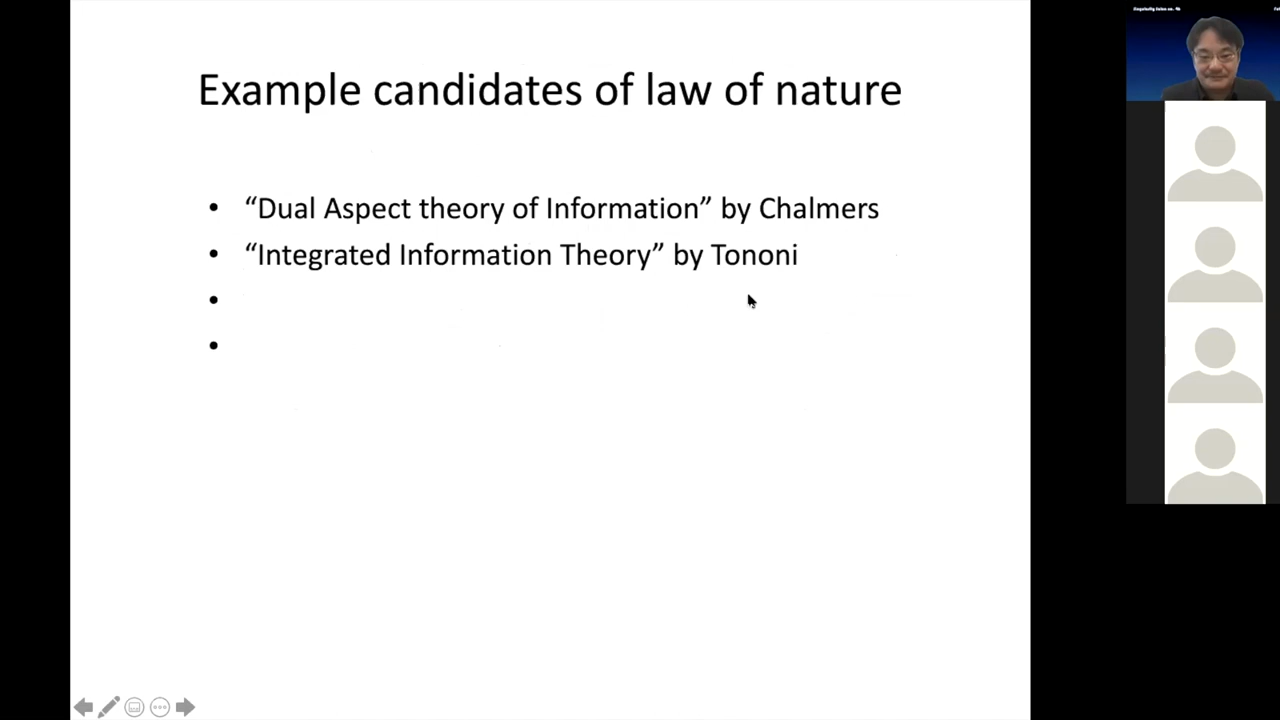 Example candidates of law of nature
• “Dual Aspect theory of Information” by Chalmers
• “Integrated Information Theory” by Tononi
•
•